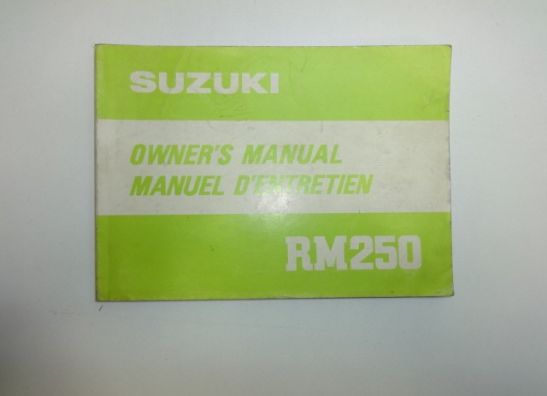 SUZUKI
OWNER'S MANUAL
MANUEL D'ENTRETIEN
RM250